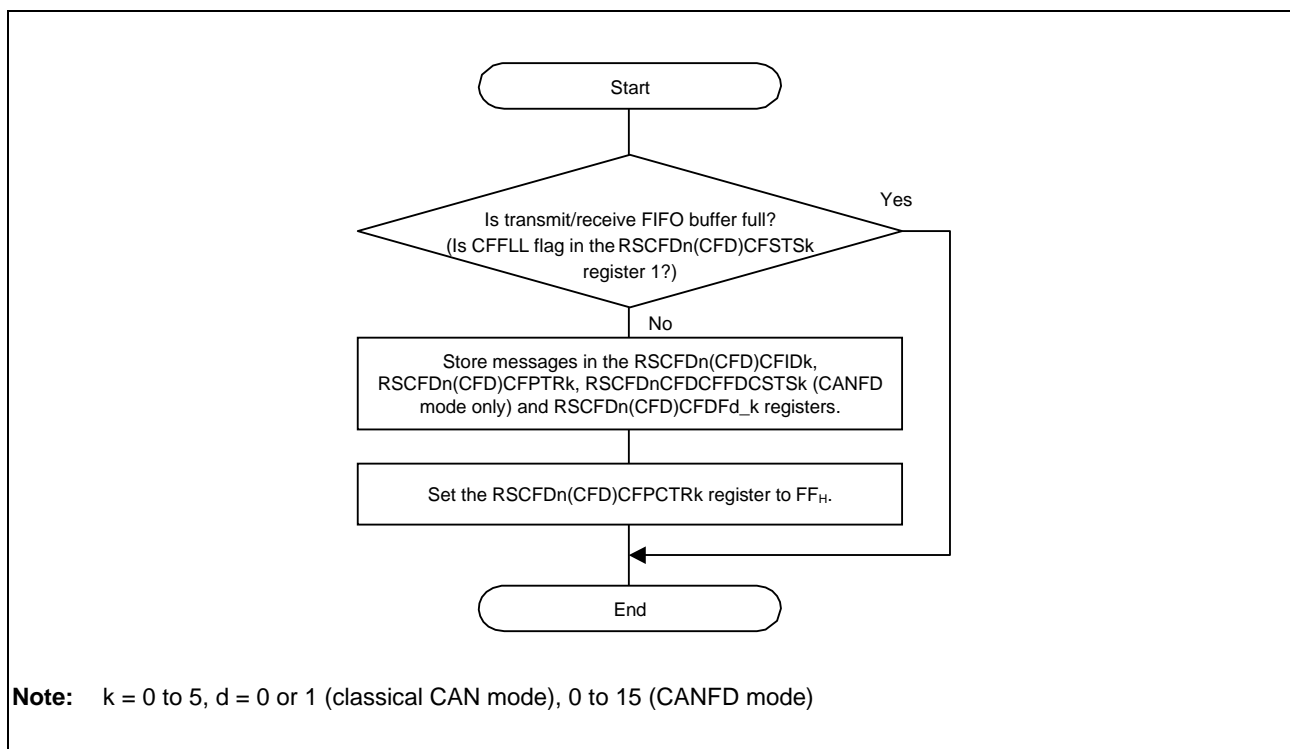 Start
Yes
Is transmit/receive FIFO buffer full?
(Is CFFLL flag in the RSCFDn(CFD)CFSTSk
register 1?)
No
Store messages in the RSCFDn(CFD)CFIDk,
RSCFDn(CFD)CFPTRk, RSCFDnCFDCFFDCSTSk (CANFD
mode only) and RSCFDn(CFD)CFDFd_k registers.
Set the RSCFDn(CFD)CFPCTRk register to FFH.
End
Note: k = 0 to 5, d = 0 or 1 (classical CAN mode), 0 to 15 (CANFD mode)